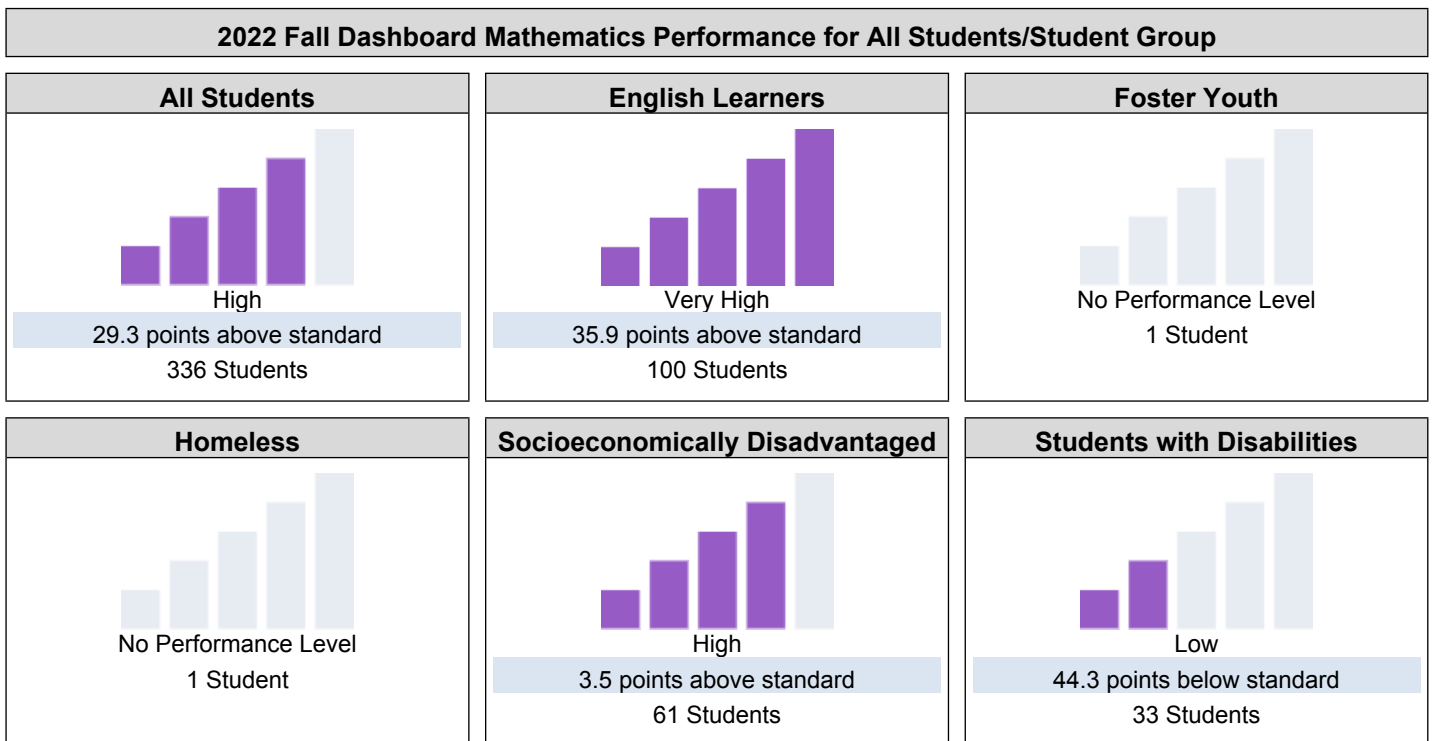 2022 Fall Dashboard Mathematics Performance for All Students/Student Group
All Students
High
29.3 points above standard
336 Students
English Learners
Very High
35.9 points above standard
100 Students
Foster Youth
No Performance Level
1 Student
Homeless
No Performance Level
1 Student
Socioeconomically Disadvantaged
High
3.5 points above standard
61 Students
Students with Disabilities
Low
44.3 points below standard
33 Students